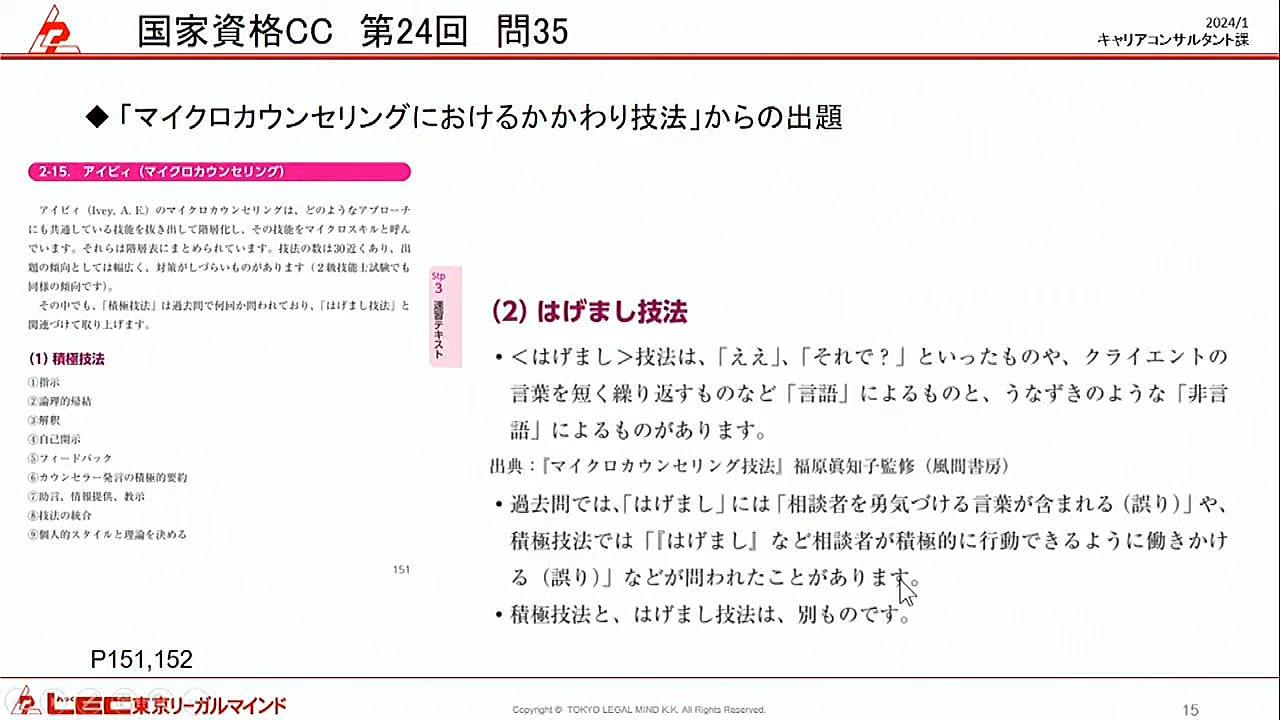 国家資格CC　第24回　問35
2024/1
キャリアコンサルタント課
◆「マイクロカウンセリングにおけるかかわり技法」からの出題
2-15.　アイビィ（マイクロカウンセリング）
アイビィ（Ivey, A. E.）のマイクロカウンセリングは、どのようなアプローチ
にも共通している技能を抜き出して階層化し、その技能をマイクロスキルと呼ん
でいます。それらは階層表にまとめられています。技法の数は30近くあり、出
題の傾向としては幅広く、対策がしづらいものがあります（２級技能士試験でも
同様の傾向です）。
その中でも、「積極技法」は過去問で何回か問われており、「はげまし技法」と
関連づけて取り上げます。
(1) 積極技法
①指示
②論理的帰結
③解釈
④自己開示
⑤フィードバック
⑥カウンセラー発言の積極的要約
⑦助言、情報提供、教示
⑧技法の統合
⑨個人的スタイルと理論を決める
151
Stp
3
速習テキスト
(2) はげまし技法
・＜はげまし＞技法は、「ええ」、「それで？」といったものや、クライエントの
言葉を短く繰り返すものなど「言語」によるものと、うなずきのような「非言
語」によるものがあります。
出典：『マイクロカウンセリング技法』福原眞知子監修（風間書房）
・過去問では、「はげまし」には「相談者を勇気づける言葉が含まれる（誤り）」や、
積極技法では「『はげまし』など相談者が積極的に行動できるように働きかけ
る（誤り）」などが問われたことがあります。
・積極技法と、はげまし技法は、別ものです。
P151,152
LEC東京リーガルマインド
Copyright © TOKYO LEGAL MIND K.K. All Rights Reserved.
15